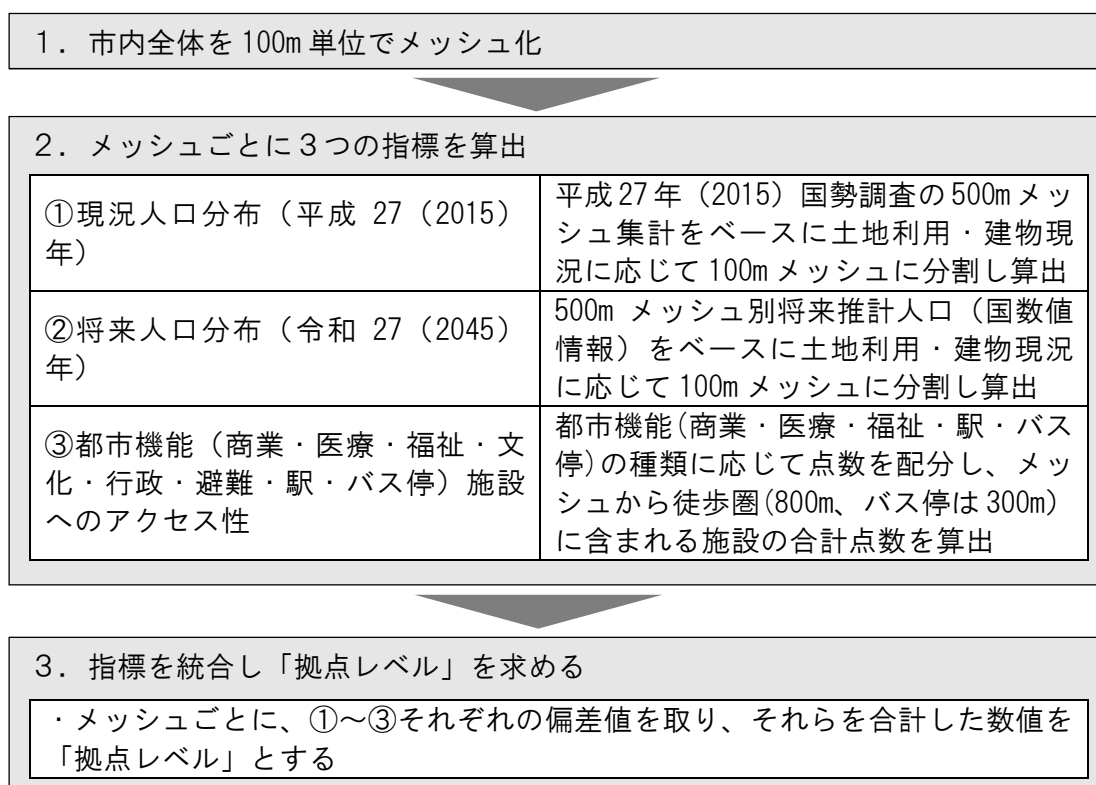 １．市内全体を100m単位でメッシュ化
２．メッシュごとに３つの指標を算出
①現況人口分布（平成 27（2015）
年）
平成27年（2015）国勢調査の500mメッ
シュ集計をベースに土地利用・建物現
況に応じて100mメッシュに分割し算出
②将来人口分布（令和 27（2045）
年）
500m メッシュ別将来推計人口（国数値
情報）をベースに土地利用・建物現況
に応じて100mメッシュに分割し算出
③都市機能（商業・医療・福祉・文
化・行政・避難・駅・バス停）施設
へのアクセス性
都市機能(商業・医療・福祉・駅・バス
停)の種類に応じて点数を配分し、メッ
シュから徒歩圏(800m、バス停は300m)
に含まれる施設の合計点数を算出
３．指標を統合し「拠点レベル」を求める
・メッシュごとに、①～③それぞれの偏差値を取り、それらを合計した数値を
「拠点レベル」とする